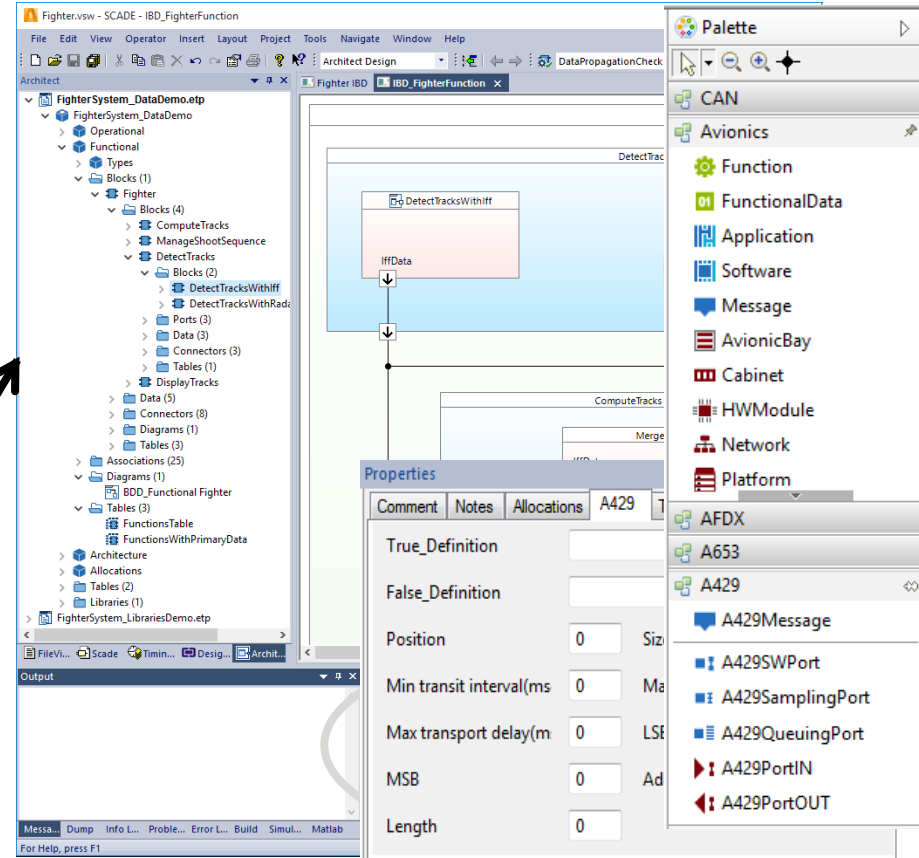 Fighter.vsw - SCADE - IBD_FighterFunction
File Edit View Operator Insert Layout Project Tools Navigate Window Help
Architect Design DataPropagationCheck
Architect
FighterSystem_DataDemo.etp
FighterSystem_DataDemo
Operational
Functional
Types
Blocks (1)
Fighter
Blocks (4)
ComputeTracks
ManageShootSequence
DetectTracks
Blocks (2)
DetectTracksWithIff
DetectTracksWithRada
Ports (3)
Data (3)
Connectors (3)
Tables (1)
DisplayTracks
Data (5)
Connectors (8)
Diagrams (1)
Tables (3)
Associations (25)
Diagrams (1)
BDD_Functional Fighter
Tables (3)
FunctionsTable
FunctionsWithPrimaryData
Architecture
Allocations
Tables (2)
Libraries (1)
FighterSystem_LibrariesDemo.etp
FileVi... Scade Timin... Desig... Archit...
Output
Messa... Dump Info L... Proble... Error L... Build Simul... Matlab
For Help, press F1
Fighter IBD IBD_FighterFunction
DetectTrac
DetectTracksWithIff
IffData
ComputeTracks
Merge
Properties
Comment Notes Allocations A429
True_Definition
False_Definition
Position 0 Siz
Min transit interval(ms 0 Ma
Max transport delay(m 0 LSB
MSB 0 Ad
Length 0
Palette
CAN
Avionics
Function
01 FunctionalData
Application
Software
Message
AvionicBay
Cabinet
HWModule
Network
Platform
AFDX
A653
A429
A429Message
A429SWPort
A429SamplingPort
A429QueuingPort
A429PortIN
A429PortOUT